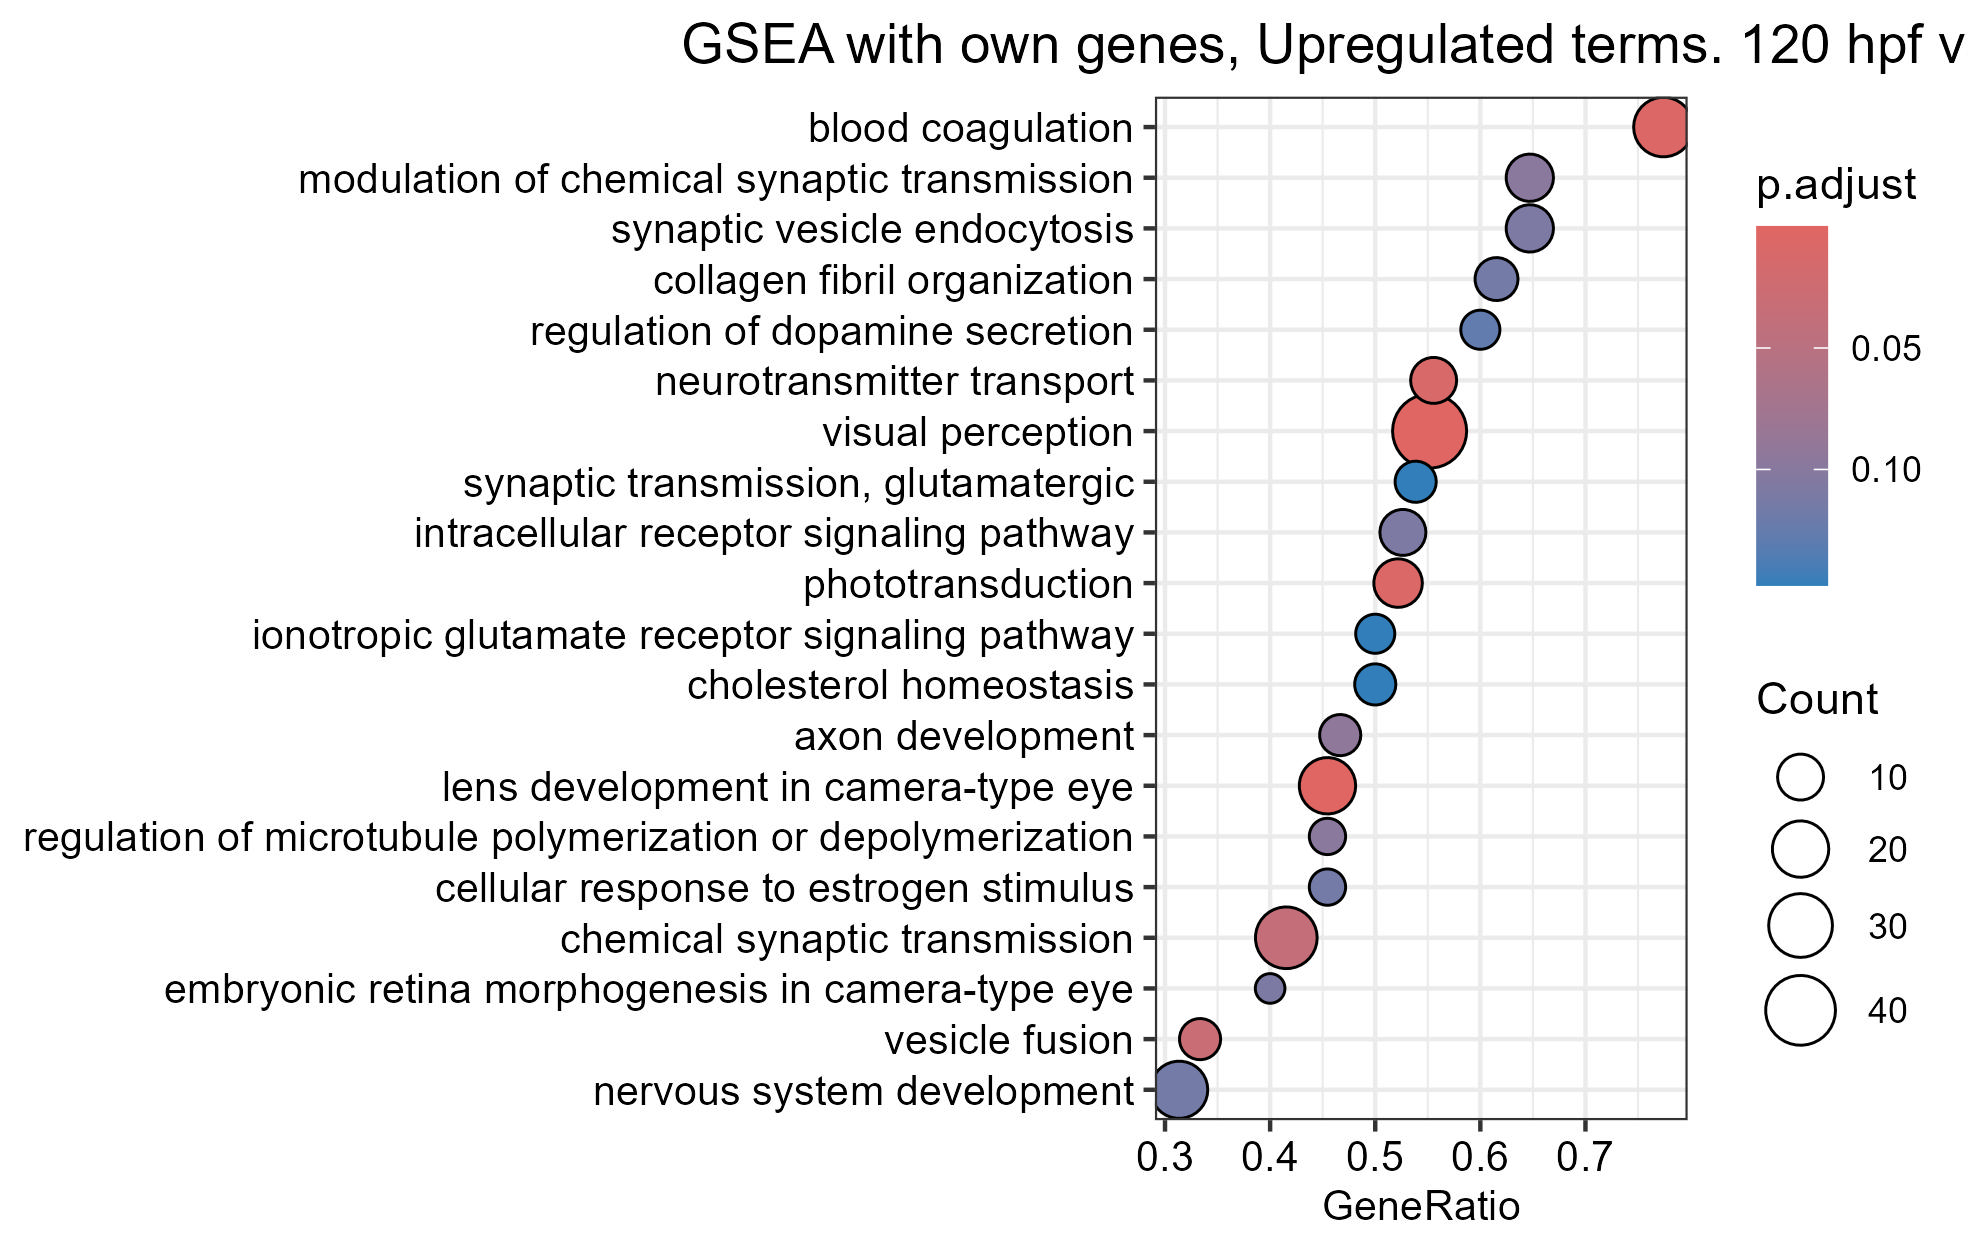 GSEA with own genes, Upregulated terms. 120 hpf v
blood coagulation
modulation of chemical synaptic transmission
synaptic vesicle endocytosis
collagen fibril organization
regulation of dopamine secretion
neurotransmitter transport
visual perception
synaptic transmission, glutamatergic
intracellular receptor signaling pathway
phototransduction
ionotropic glutamate receptor signaling pathway
cholesterol homeostasis
axon development
lens development in camera-type eye
regulation of microtubule polymerization or depolymerization
cellular response to estrogen stimulus
chemical synaptic transmission
embryonic retina morphogenesis in camera-type eye
vesicle fusion
nervous system development
0.3 0.4 0.5 0.6 0.7
GeneRatio
p.adjust
0.05
0.10
Count
10
20
30
40